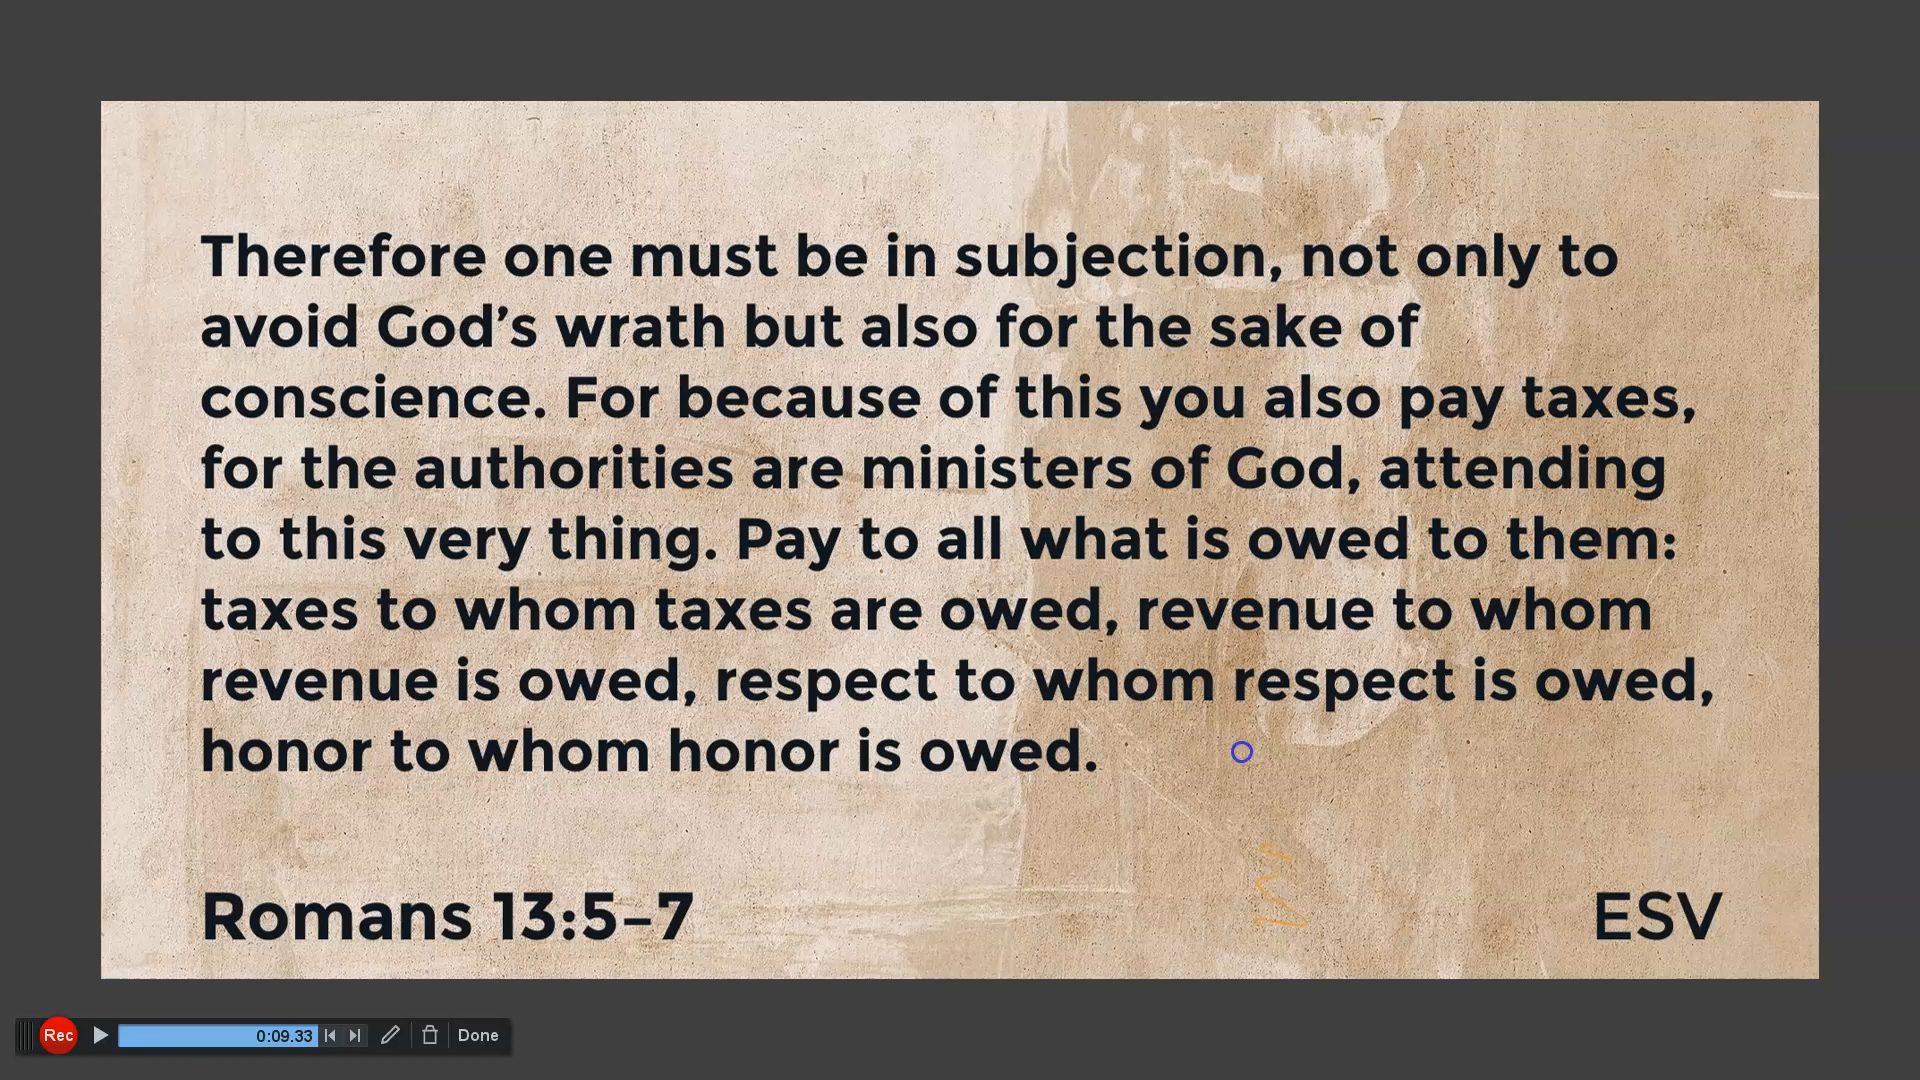 Therefore one must be in subjection, not only to
avoid God’s wrath but also for the sake of
conscience. For because of this you also pay taxes,
for the authorities are ministers of God, attending
to this very thing. Pay to all what is owed to them:
taxes to whom taxes are owed, revenue to whom
revenue is owed, respect to whom respect is owed,
honor to whom honor is owed.
Romans 13:5–7
ESV
Rec
0:09.33
Done